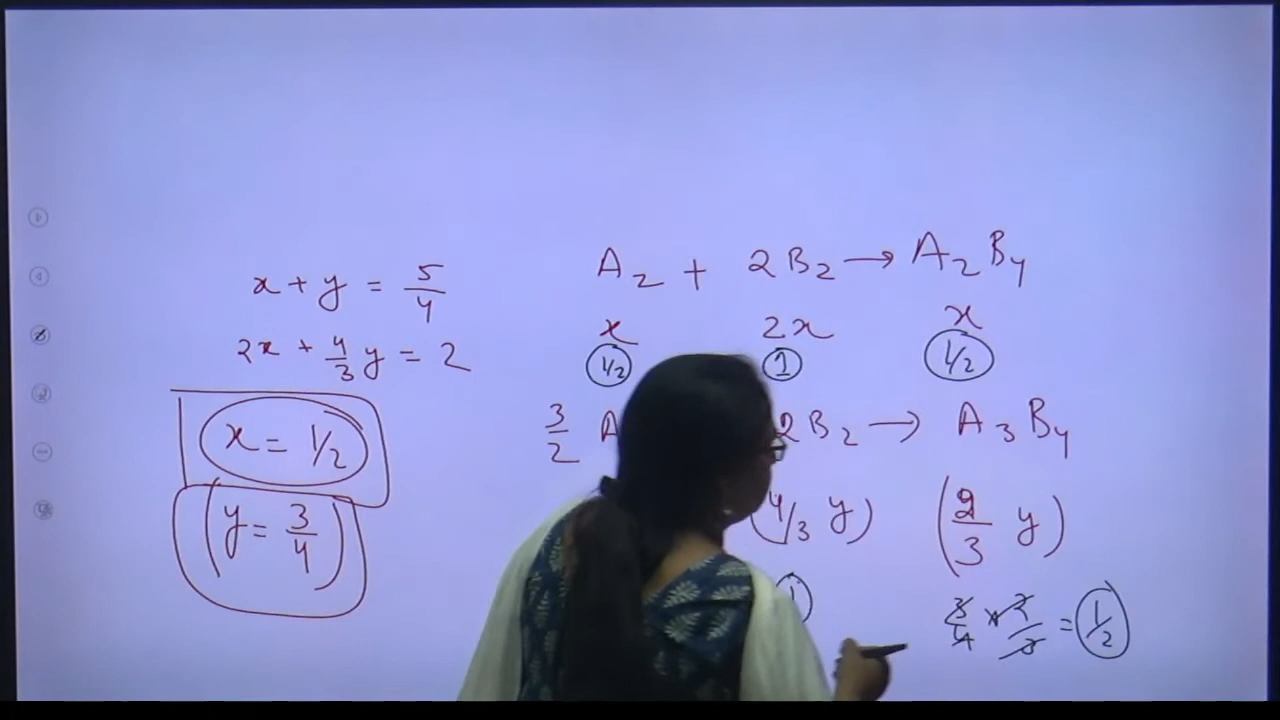 x + y = 5/4
2x + 4/3 y = 2
x = 1/2
(y = 3/4)
A₂ + 2B₂ → A₂B₄
x 2x x
1/2 1 1/2
3/2 A 2B₂ → A₃B₄
(4/3 y) (2/3 y)
1
3/4 × 2/3 = 1/2